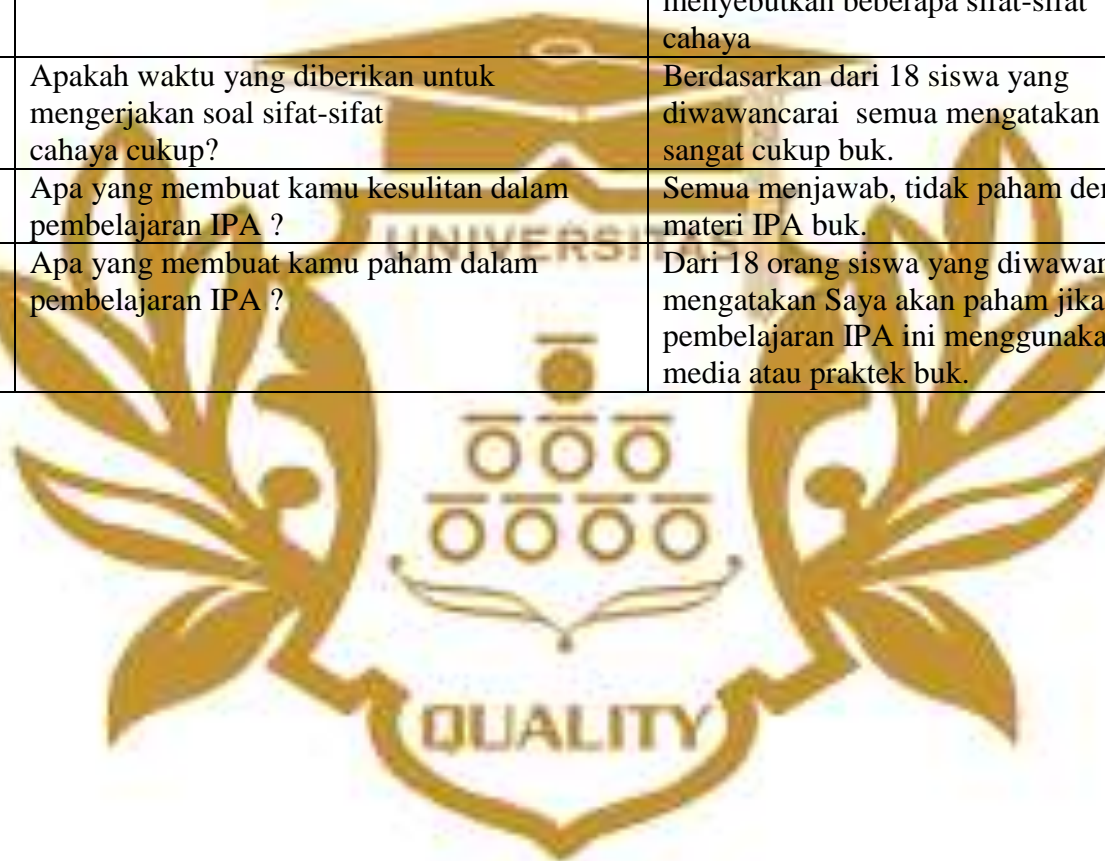 menyebutkan beberapa sifat-sifat
cahaya
Apakah waktu yang diberikan untuk
mengerjakan soal sifat-sifat
cahaya cukup?
Berdasarkan dari 18 siswa yang
diwawancarai semua mengatakan
sangat cukup buk.
Apa yang membuat kamu kesulitan dalam
pembelajaran IPA ?
Semua menjawab, tidak paham
materi IPA buk.
Apa yang membuat kamu paham dalam
pembelajaran IPA ?
Dari 18 orang siswa yang
mengatakan Saya akan paham jika
pembelajaran IPA ini
media atau praktek buk.
UNIVERSITAS
QUALITY